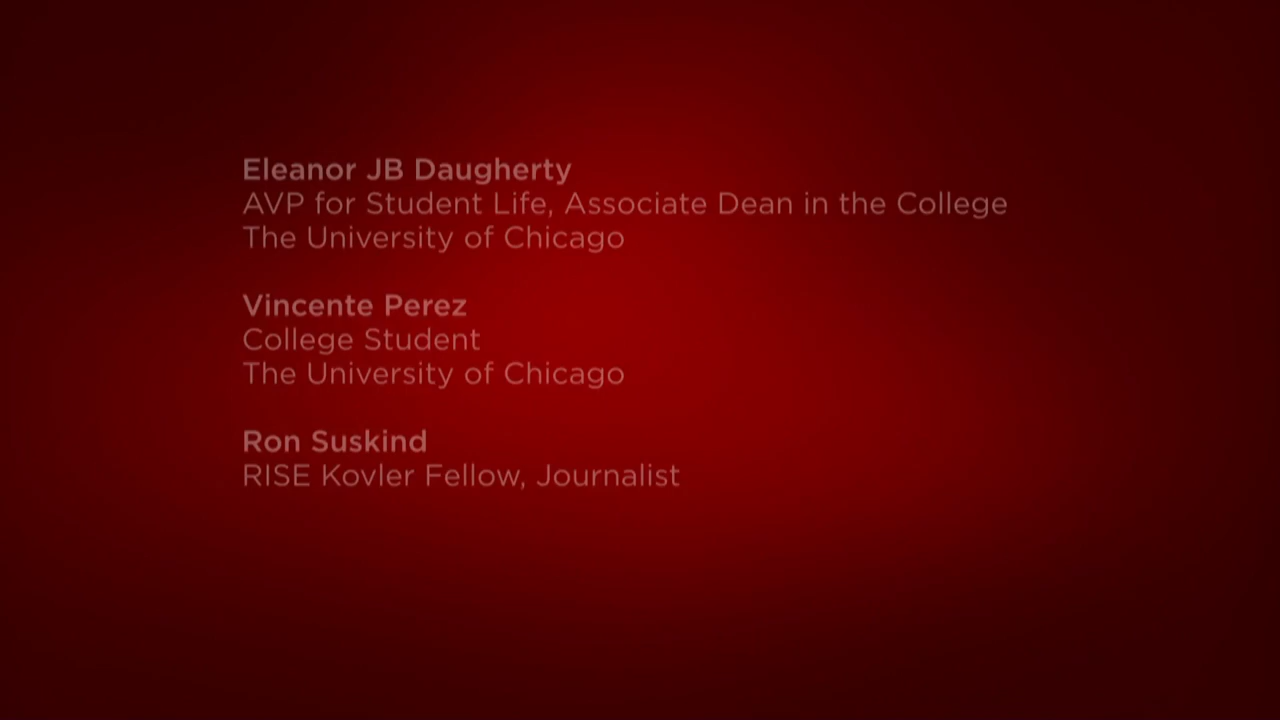 Eleanor JB Daugherty
AVP for Student Life, Associate Dean in the College
The University of Chicago
Vincente Perez
College Student
The University of Chicago
Ron Suskind
RISE Kovler Fellow, Journalist